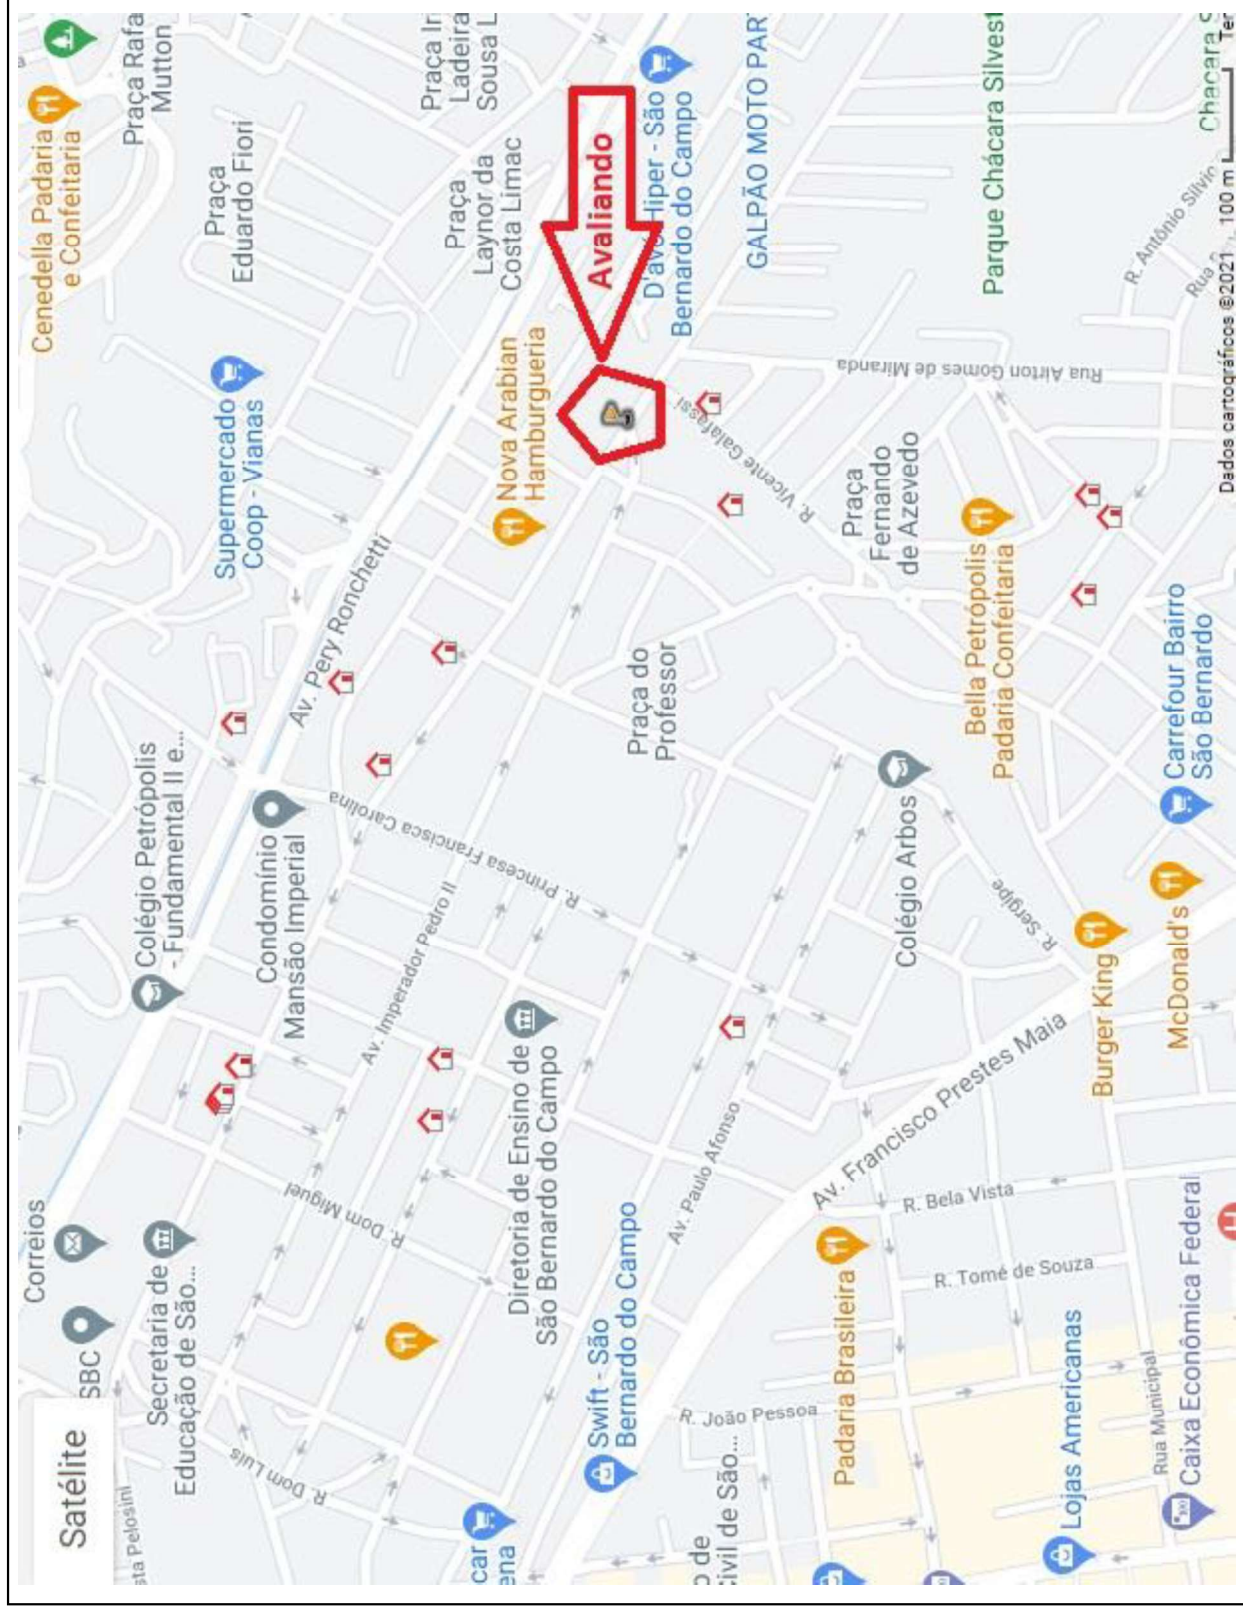 Satélite
SBC
Correios
Secretaria de
Educação de São...
R. Dom Luis
R. Dom Miguel
Colégio Petrópolis
- Fundamental II e...
Condomínio
Mansão Imperial
Av. Imperador Pedro II
R. Princesa Francisca Carolina
Av. Pery Ronchetti
Supermercado
Coop - Vianas
Cenedella Padaria
e Confeitaria
Praça Rafa
Mutton
Praça
Eduardo Fiori
Praça
Laynor da
Costa Limac
Ladeira
Sousa L
Nova Arabian
Hamburgueria
Avaliando
D'avó Hiper - São
Bernardo do Campo
GALPÃO MOTO PAR
Diretoria de Ensino de
São Bernardo do Campo
Swift - São
Bernardo do Campo
Av. Paulo Afonso
Praça do
Professor
R. Vicente Galafassi
Rua Airton Gomes de Miranda
Praça
Fernando
de Azevedo
Parque Chácara Silvest
Colégio Arbos
R. Sergipe
Bella Petrópolis
Padaria Confeitaria
Carrefour Bairro
São Bernardo
McDonald's
Burger King
Av. Francisco Prestes Maia
R. Bela Vista
R. Tomé de Souza
R. João Pessoa
Padaria Brasileira
Lojas Americanas
Rua Municipal
Caixa Econômica Federal
R. Antônio Silvio
Rua
Chacara S
ivil de São...
Dados cartográficos ©2021
100 m
Ter